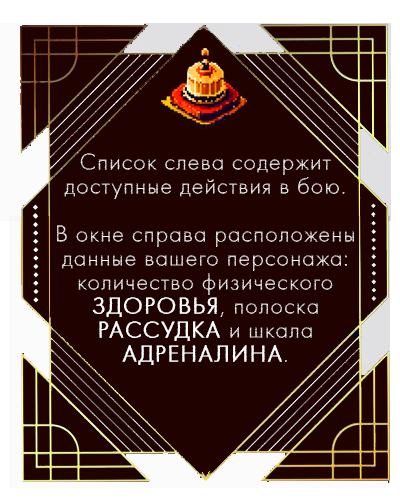 Список слева содержит
доступные действия в бою.
В окне справа расположены
данные вашего персонажа:
количество физического
ЗДОРОВЬЯ, полоска
РАССУДКА и шкала
АДРЕНАЛИНА.